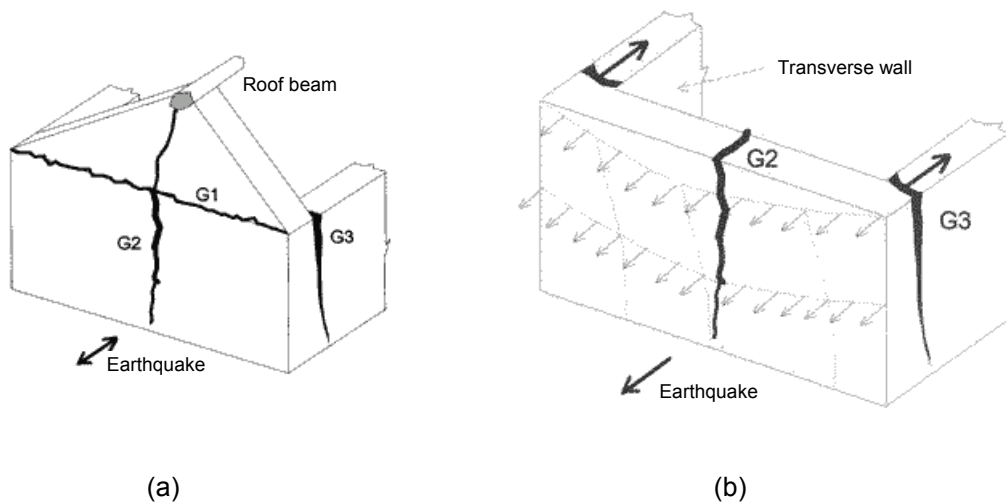 Roof beam
G1
G2
G3
Earthquake
(a)
Transverse wall
G2
G3
Earthquake
(b)